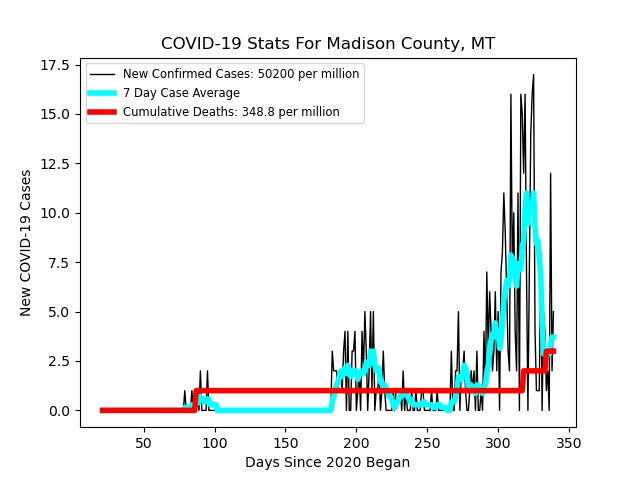 COVID-19 Stats For Madison County, MT
New Confirmed Cases: 50200 per million
7 Day Case Average
Cumulative Deaths: 348.8 per million
New COVID-19 Cases
17.5
15.0
12.5
10.0
7.5
5.0
2.5
0.0
50 100 150 200 250 300 350
Days Since 2020 Began